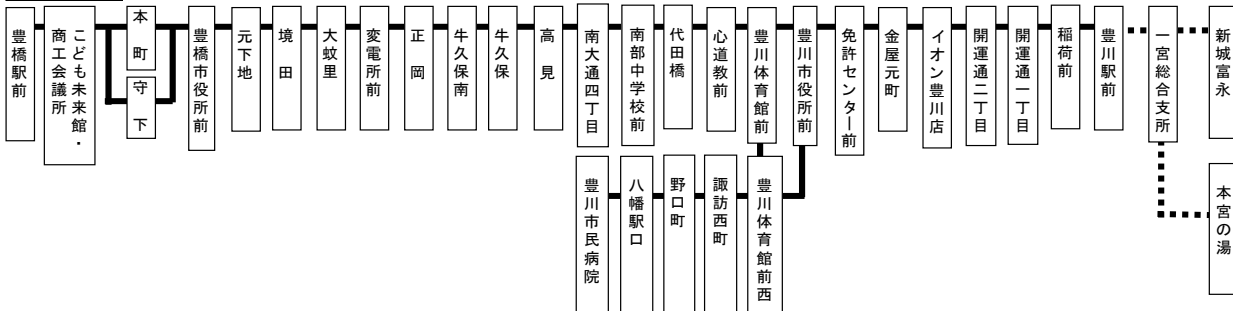 豊橋駅前
こども未来館・
商工会議所
本町
守下
豊橋市役所前
元下地
境田
大蚊里
変電所前
正岡
牛久保南
牛久保
高見
南大通四丁目
南部中学校前
代田橋
心道教前
豊川体育館前
豊川市役所前
免許センター前
金屋元町
イオン豊川店
開運通二丁目
開運通一丁目
稲荷前
豊川駅前
一宮総合支所
新城富永
豊川市民病院
八幡駅口
野口町
諏訪西町
豊川体育館前西
本宮の湯